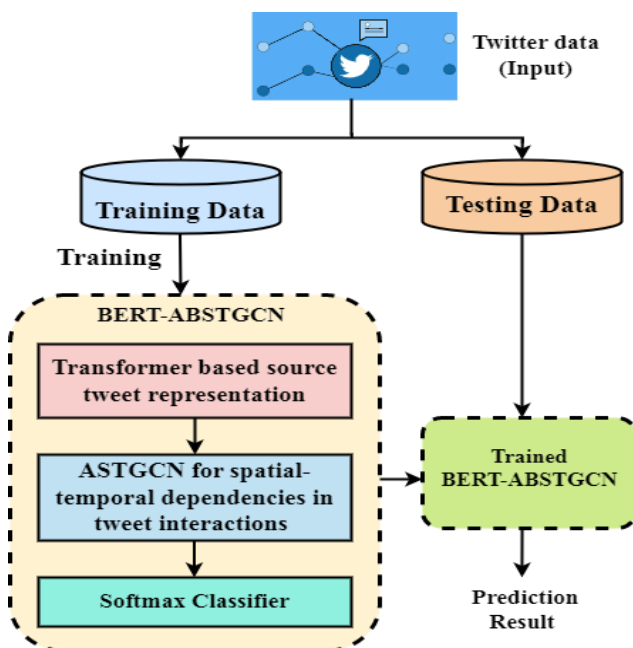 Twitter data
(Input)
Training Data
Testing Data
Training
BERT-ABSTGCN
Transformer based source
tweet representation
ASTGCN for spatial-
temporal dependencies in
tweet interactions
Softmax Classifier
Trained
BERT-ABSTGCN
Prediction
Result